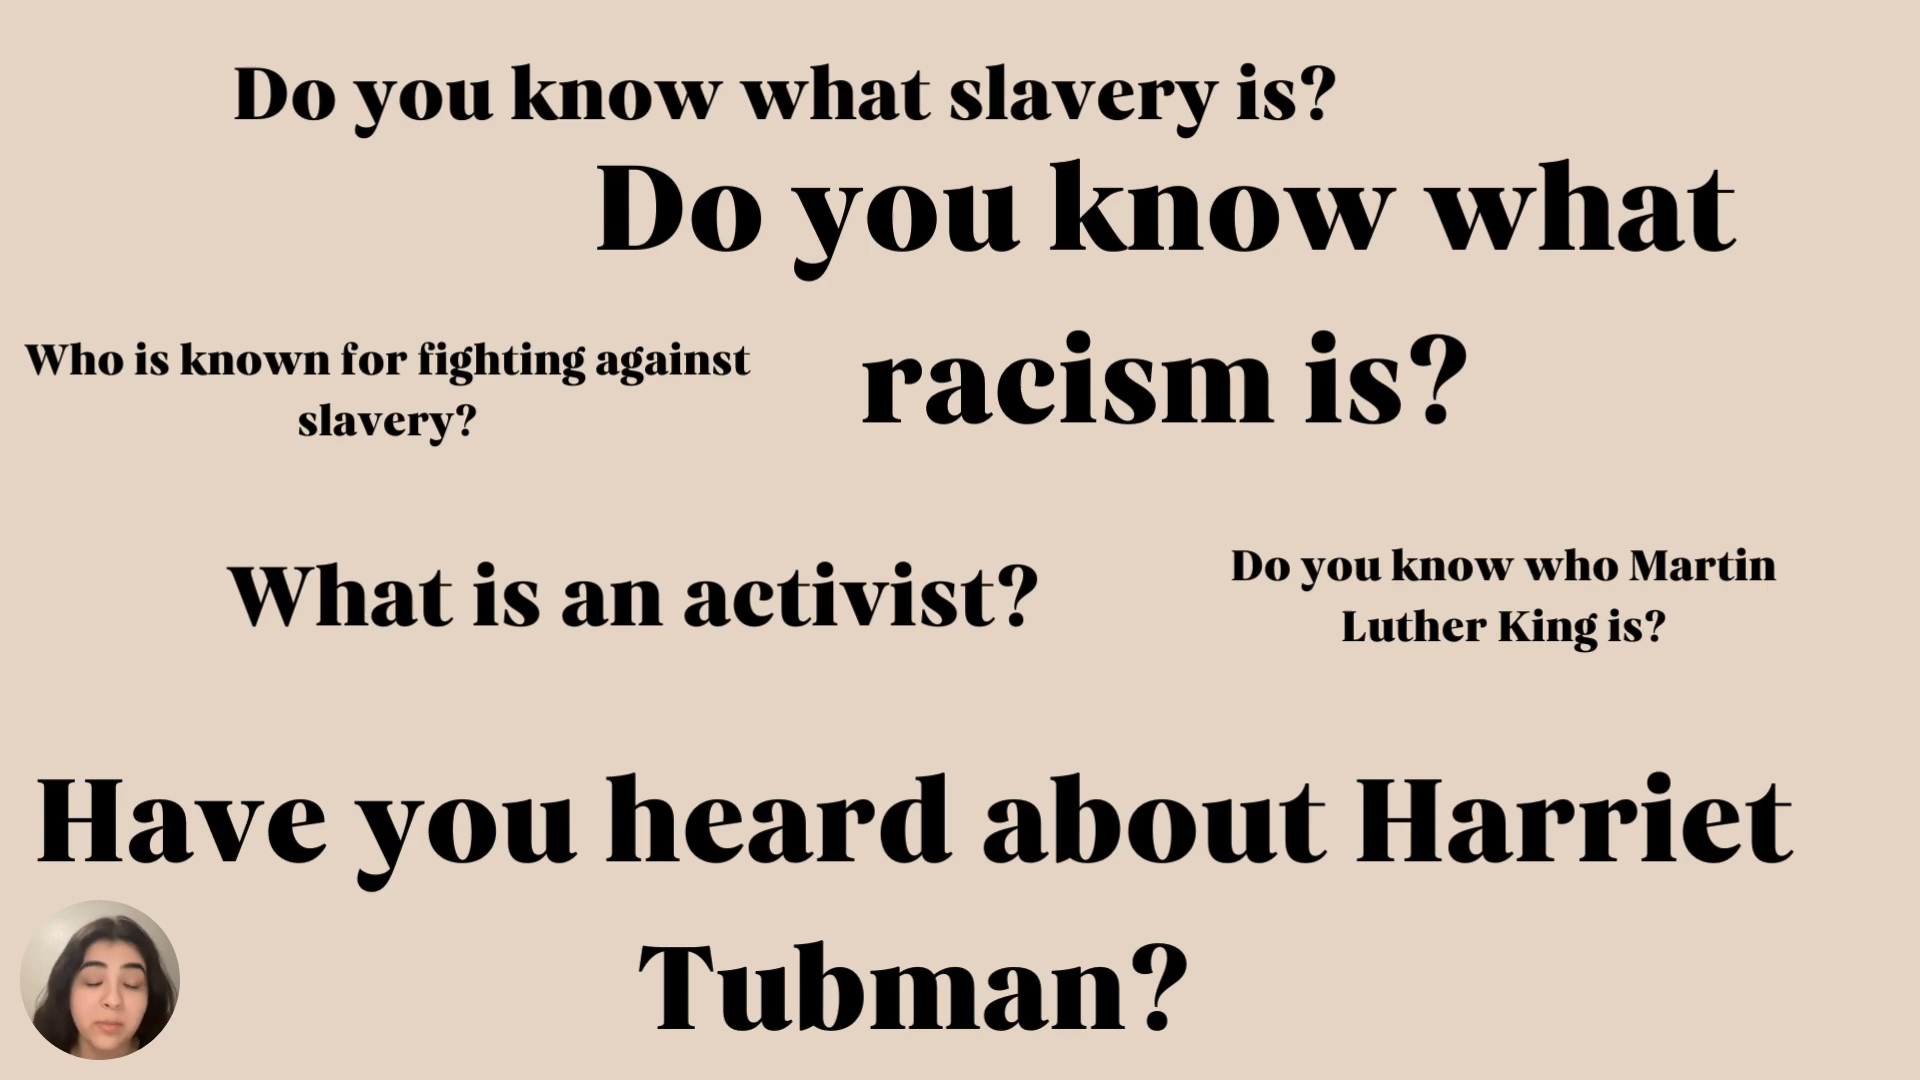 Do you know what slavery is?
Do you know what
racism is?
Who is known for fighting against
slavery?
What is an activist?
Do you know who Martin
Luther King is?
Have you heard about Harriet
Tubman?